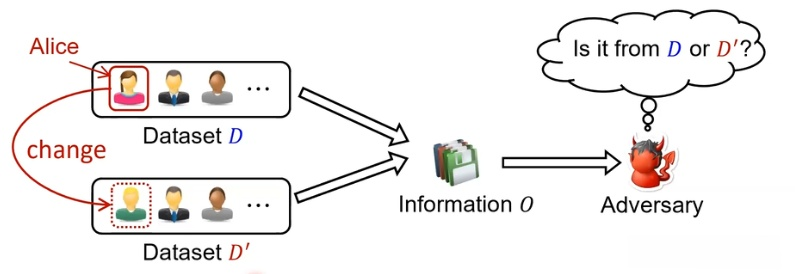 Alice
Is it from D or D'?
...
Dataset D
change
Information O
Adversary
...
Dataset D'